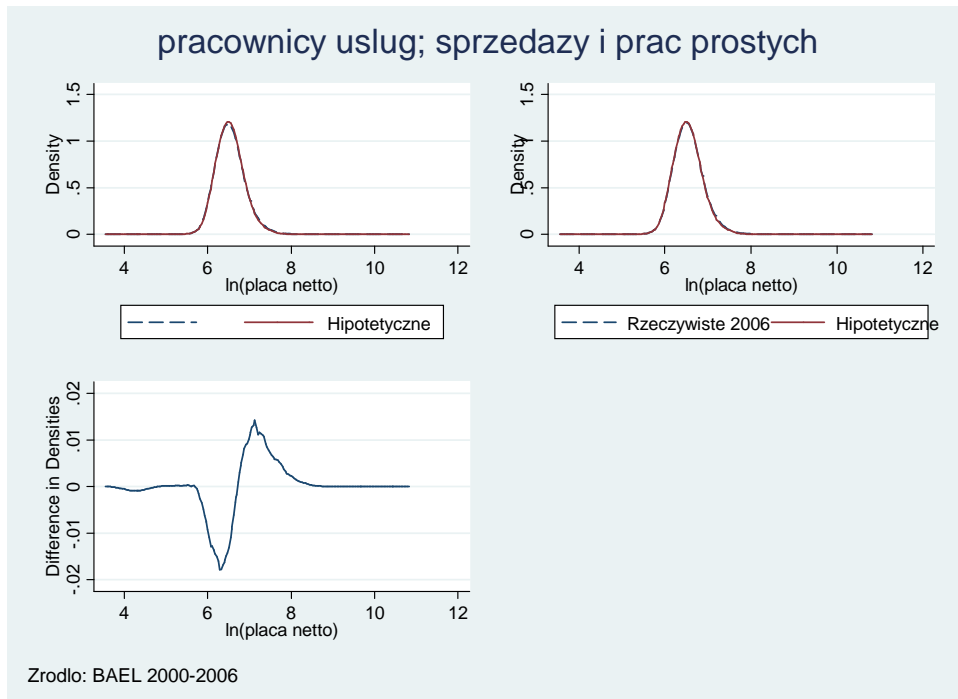 pracownicy uslug; sprzedazy i prac prostych
Density
0 .5 1 1.5
4 6 8 10 12
ln(placa netto)
Hipotetyczne
Density
0 .5 1 1.5
4 6 8 10 12
ln(placa netto)
Rzeczywiste 2006 Hipotetyczne
Difference in Densities
-.02 -.01 0 .01 .02
4 6 8 10 12
ln(placa netto)
Zrodlo: BAEL 2000-2006